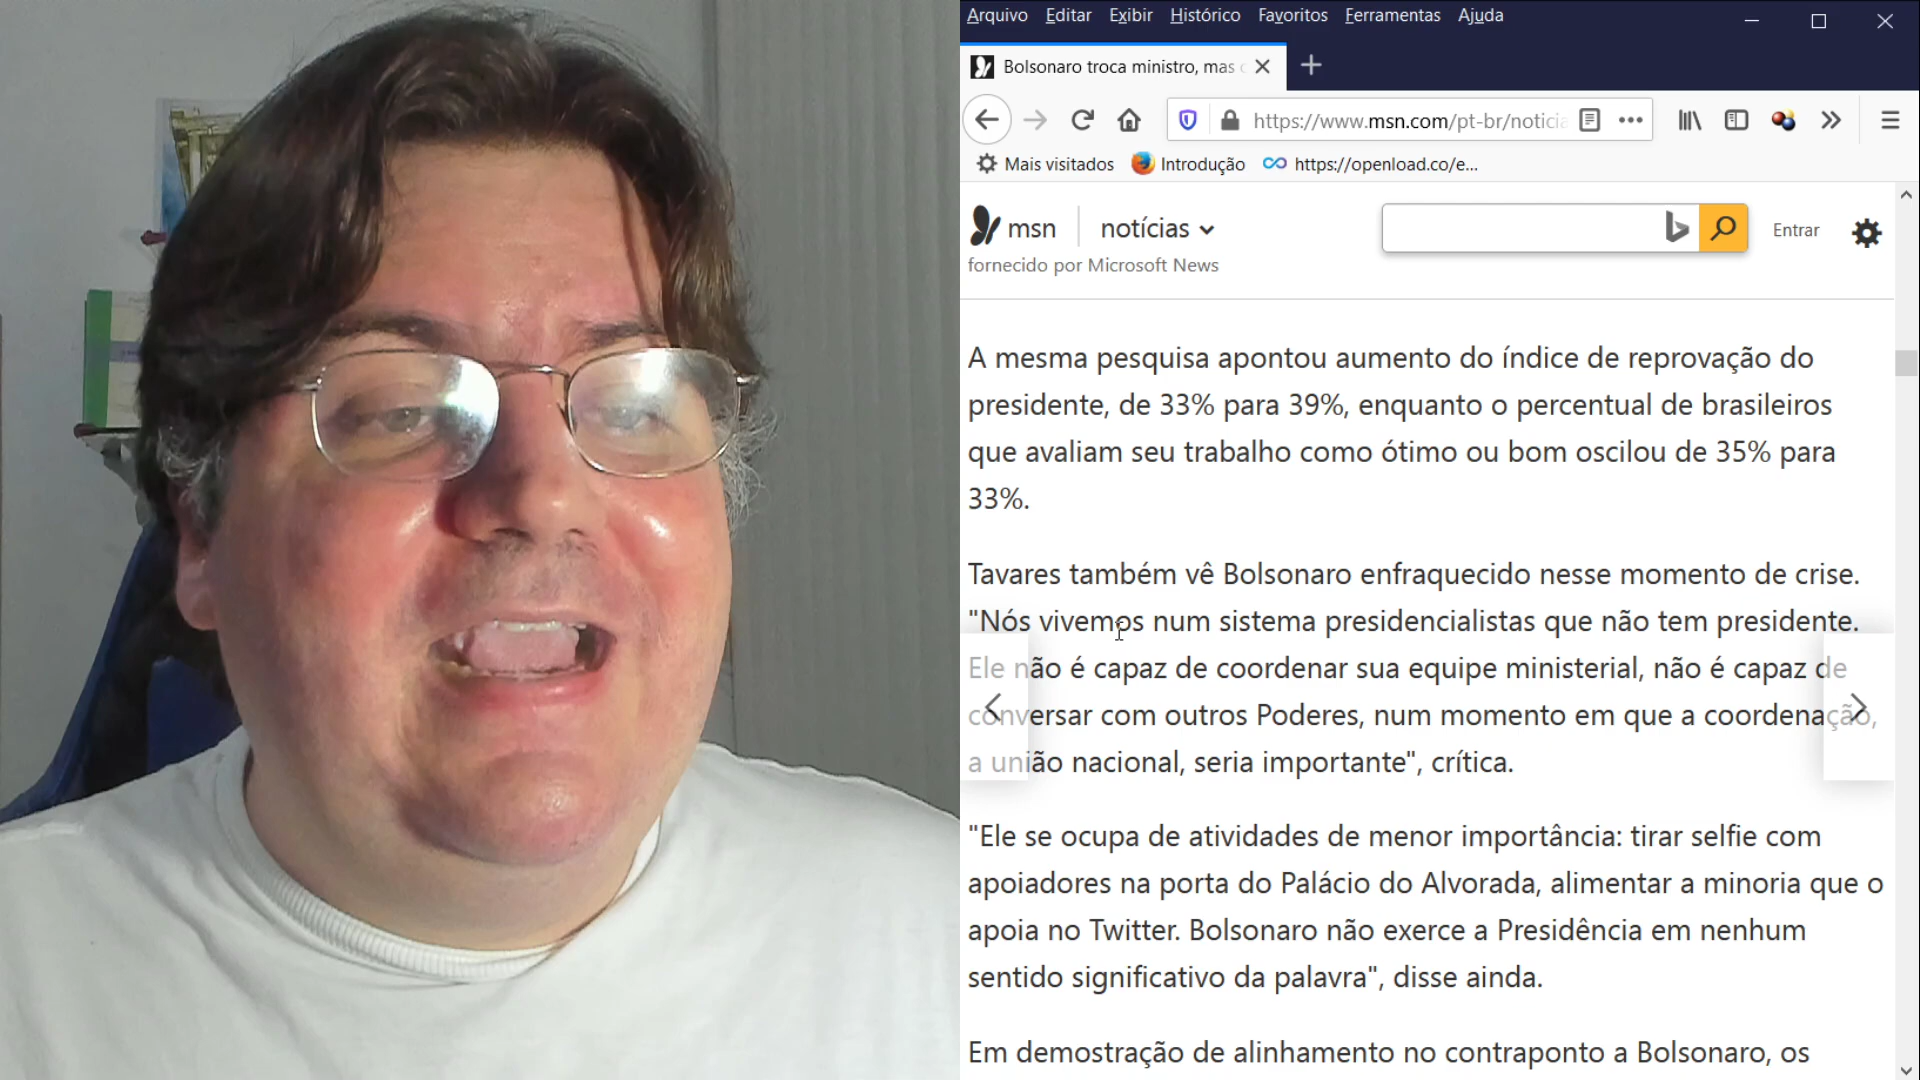 Arquivo Editar Exibir Histórico Favoritos Ferramentas Ajuda
Bolsonaro troca ministro, mas
https://www.msn.com/pt-br/noticia
Mais visitados Introdução https://openload.co/e...
msn notícias Entrar
fornecido por Microsoft News
A mesma pesquisa apontou aumento do índice de reprovação do
presidente, de 33% para 39%, enquanto o percentual de brasileiros
que avaliam seu trabalho como ótimo ou bom oscilou de 35% para
33%.
Tavares também vê Bolsonaro enfraquecido nesse momento de crise.
"Nós vivemos num sistema presidencialistas que não tem presidente.
Ele não é capaz de coordenar sua equipe ministerial, não é capaz de
conversar com outros Poderes, num momento em que a coordenação,
a união nacional, seria importante", crítica.
"Ele se ocupa de atividades de menor importância: tirar selfie com
apoiadores na porta do Palácio do Alvorada, alimentar a minoria que o
apoia no Twitter. Bolsonaro não exerce a Presidência em nenhum
sentido significativo da palavra", disse ainda.
Em demostração de alinhamento no contraponto a Bolsonaro, os